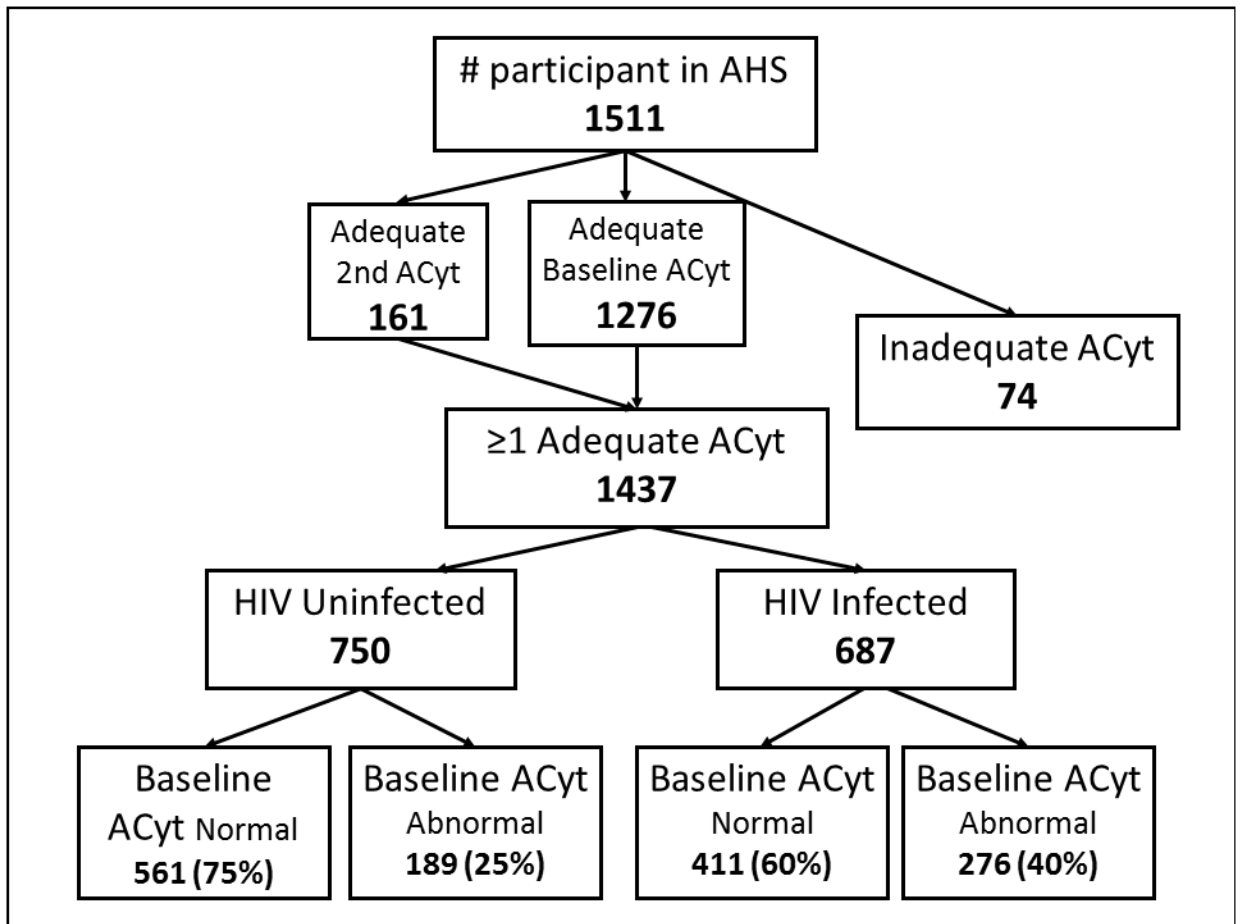 # participant in AHS
1511
Adequate
2nd ACyt
161
Adequate
Baseline ACyt
1276
Inadequate ACyt
74
≥1 Adequate ACyt
1437
HIV Uninfected
750
HIV Infected
687
Baseline
ACyt Normal
561 (75%)
Baseline ACyt
Abnormal
189 (25%)
Baseline ACyt
Normal
411 (60%)
Baseline ACyt
Abnormal
276 (40%)